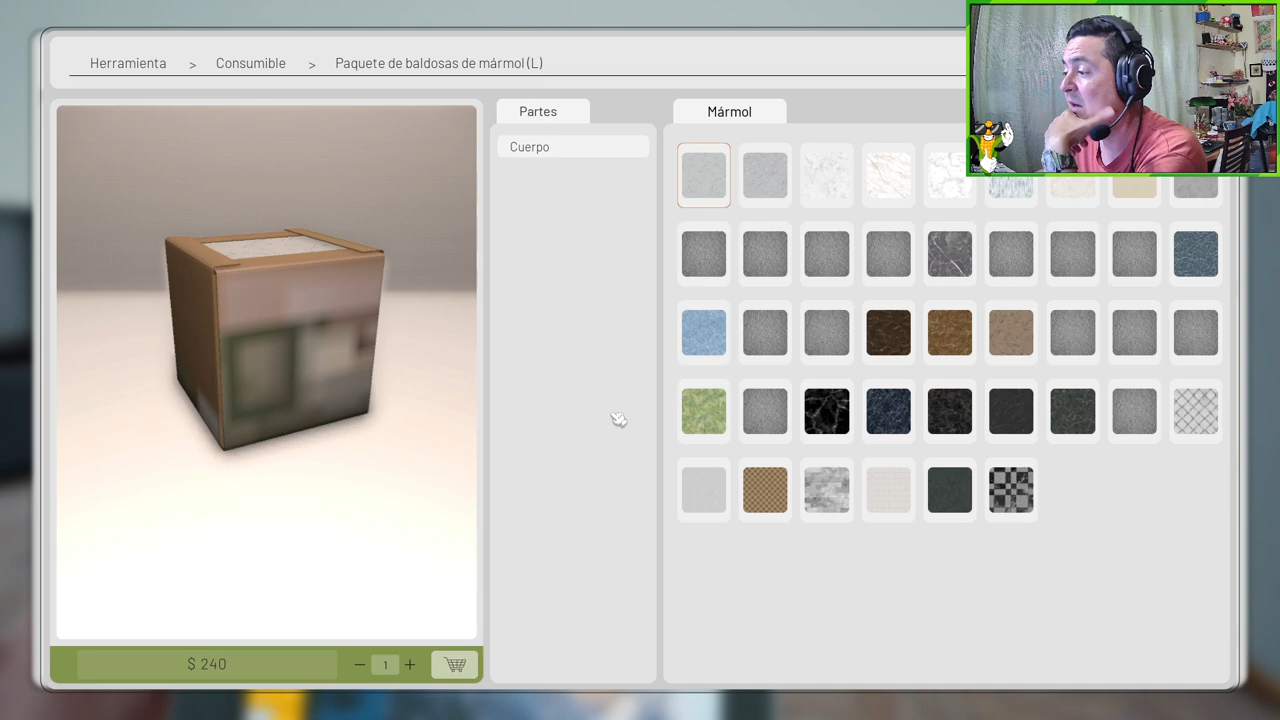 Herramienta > Consumible > Paquete de baldosas de mármol (L)
Partes
Mármol
Cuerpo
$ 240
− 1 +